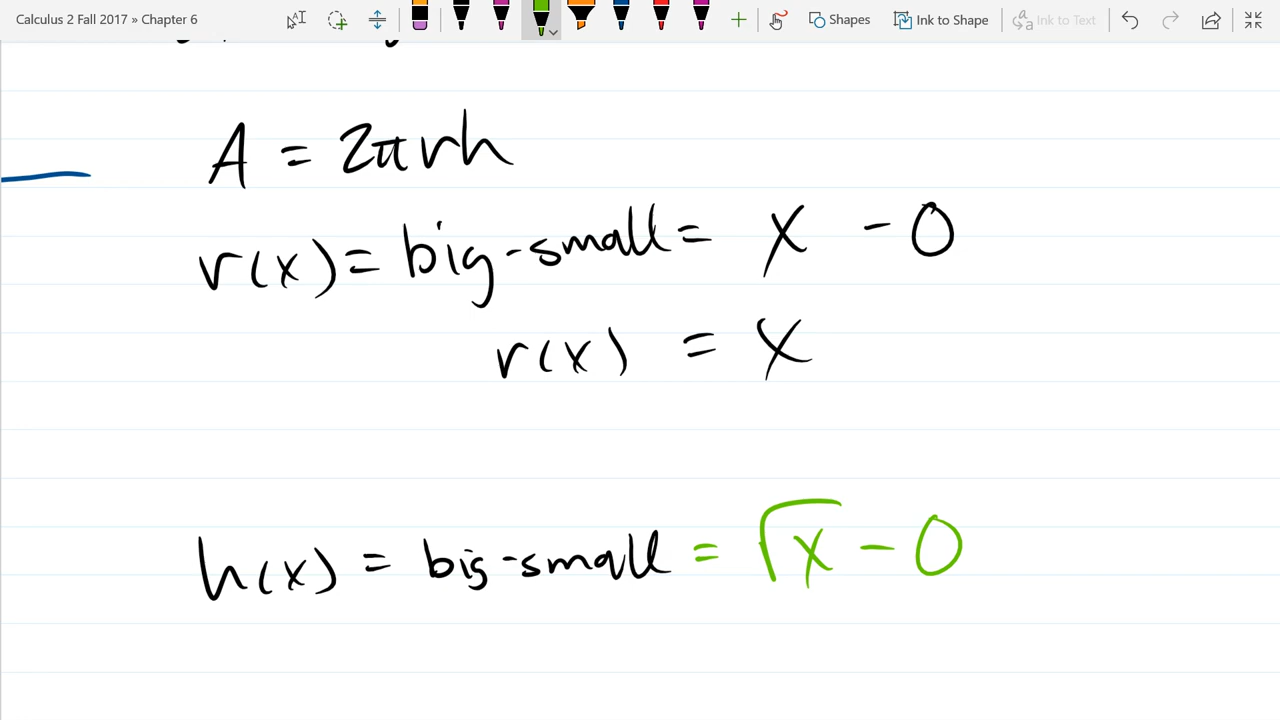 Calculus 2 Fall 2017 » Chapter 6
Shapes
Ink to Shape
Ink to Text
A = 2πrh
r(x) = big-small = x - 0
r(x) = x
h(x) = big-small = √x - 0